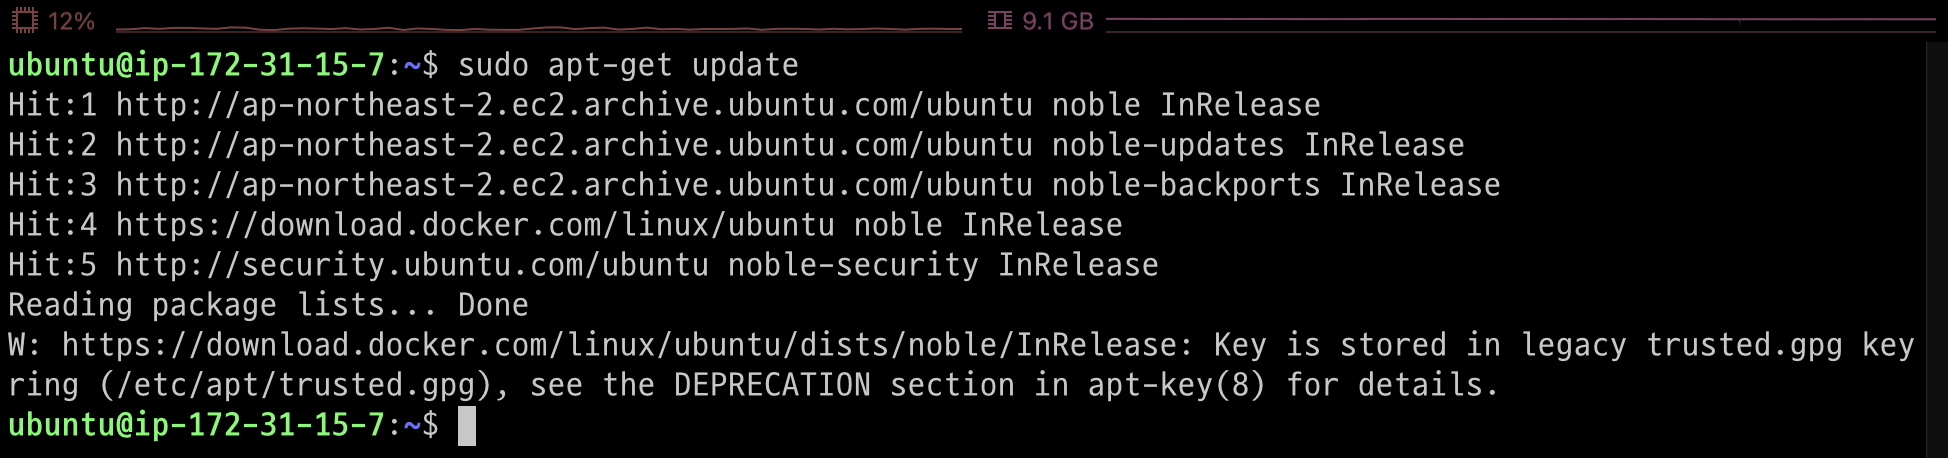 12% 9.1 GB
ubuntu@ip-172-31-15-7:~$ sudo apt-get update
Hit:1 http://ap-northeast-2.ec2.archive.ubuntu.com/ubuntu noble InRelease
Hit:2 http://ap-northeast-2.ec2.archive.ubuntu.com/ubuntu noble-updates InRelease
Hit:3 http://ap-northeast-2.ec2.archive.ubuntu.com/ubuntu noble-backports InRelease
Hit:4 https://download.docker.com/linux/ubuntu noble InRelease
Hit:5 http://security.ubuntu.com/ubuntu noble-security InRelease
Reading package lists... Done
W: https://download.docker.com/linux/ubuntu/dists/noble/InRelease: Key is stored in legacy trusted.gpg key
ring (/etc/apt/trusted.gpg), see the DEPRECATION section in apt-key(8) for details.
ubuntu@ip-172-31-15-7:~$